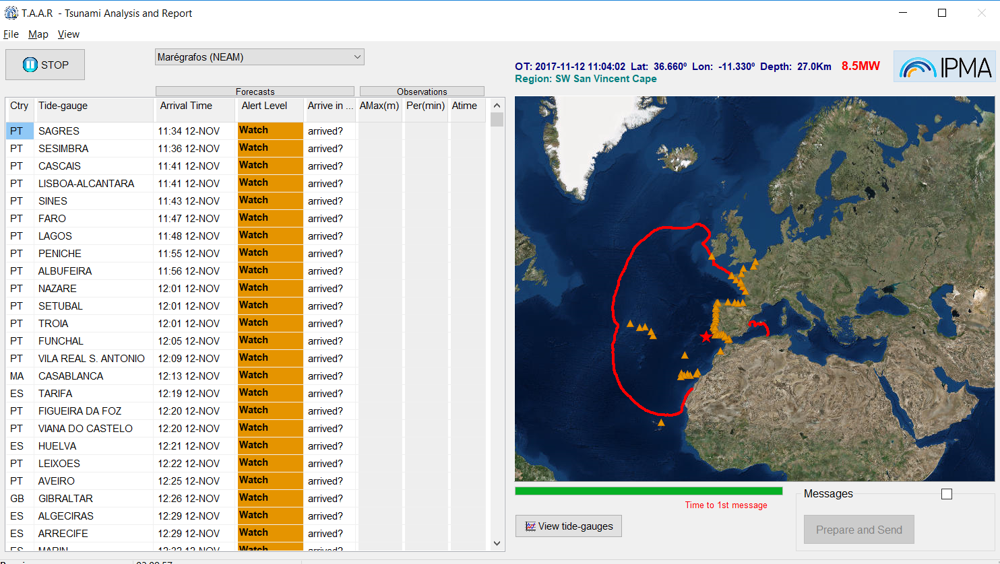 T.A.A.R - Tsunami Analysis and Report
File Map View
STOP
Marégrafos (NEAM)
OT: 2017-11-12 11:04:02 Lat: 36.660º Lon: -11.330º Depth: 27.0Km 8.5MW
Region: SW San Vincent Cape
IPMA
Forecasts Observations
Ctry Tide-gauge Arrival Time Alert Level Arrive in ... AMax(m) Per(min) Atime
PT SAGRES 11:34 12-NOV Watch arrived?
PT SESIMBRA 11:36 12-NOV Watch arrived?
PT CASCAIS 11:41 12-NOV Watch arrived?
PT LISBOA-ALCANTARA 11:41 12-NOV Watch arrived?
PT SINES 11:43 12-NOV Watch arrived?
PT FARO 11:47 12-NOV Watch arrived?
PT LAGOS 11:48 12-NOV Watch arrived?
PT PENICHE 11:55 12-NOV Watch arrived?
PT ALBUFEIRA 11:56 12-NOV Watch arrived?
PT NAZARE 12:01 12-NOV Watch arrived?
PT SETUBAL 12:01 12-NOV Watch arrived?
PT TROIA 12:01 12-NOV Watch arrived?
PT FUNCHAL 12:05 12-NOV Watch arrived?
PT VILA REAL S. ANTONIO 12:09 12-NOV Watch arrived?
MA CASABLANCA 12:13 12-NOV Watch arrived?
ES TARIFA 12:19 12-NOV Watch arrived?
PT FIGUEIRA DA FOZ 12:20 12-NOV Watch arrived?
PT VIANA DO CASTELO 12:20 12-NOV Watch arrived?
ES HUELVA 12:21 12-NOV Watch arrived?
PT LEIXOES 12:22 12-NOV Watch arrived?
PT AVEIRO 12:25 12-NOV Watch arrived?
GB GIBRALTAR 12:26 12-NOV Watch arrived?
ES ALGECIRAS 12:29 12-NOV Watch arrived?
ES ARRECIFE 12:29 12-NOV Watch arrived?
Time to 1st message
View tide-gauges
Messages
Prepare and Send